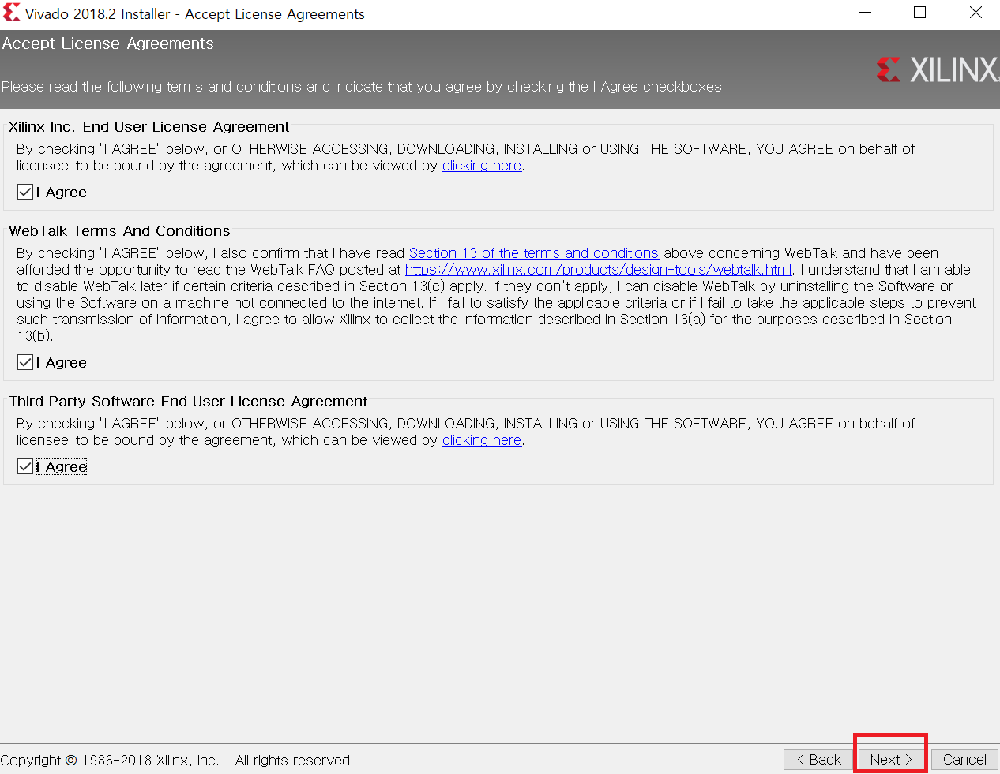 Vivado 2018.2 Installer - Accept License Agreements
Accept License Agreements
XILINX
Please read the following terms and conditions and indicate that you agree by checking the I Agree checkboxes.
Xilinx Inc. End User License Agreement
By checking "I AGREE" below, or OTHERWISE ACCESSING, DOWNLOADING, INSTALLING or USING THE SOFTWARE, YOU AGREE on behalf of
licensee to be bound by the agreement, which can be viewed by clicking here.
I Agree
WebTalk Terms And Conditions
By checking "I AGREE" below, I also confirm that I have read Section 13 of the terms and conditions above concerning WebTalk and have been
afforded the opportunity to read the WebTalk FAQ posted at https://www.xilinx.com/products/design-tools/webtalk.html. I understand that I am able
to disable WebTalk later if certain criteria described in Section 13(c) apply. If they don't apply, I can disable WebTalk by uninstalling the Software or
using the Software on a machine not connected to the internet. If I fail to satisfy the applicable criteria or if I fail to take the applicable steps to prevent
such transmission of information, I agree to allow Xilinx to collect the information described in Section 13(a) for the purposes described in Section
13(b).
I Agree
Third Party Software End User License Agreement
By checking "I AGREE" below, or OTHERWISE ACCESSING, DOWNLOADING, INSTALLING or USING THE SOFTWARE, YOU AGREE on behalf of
licensee to be bound by the agreement, which can be viewed by clicking here.
I Agree
Copyright © 1986-2018 Xilinx, Inc. All rights reserved.
< Back Next > Cancel